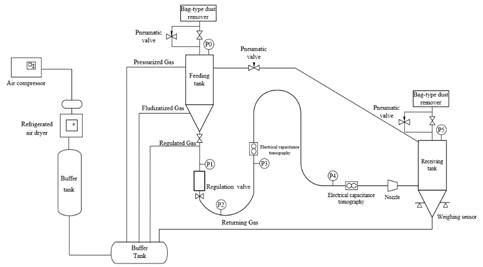 Bag-type dust
remover
Pneumatic
valve
P0
Pneumatic
valve
Feeding
tank
Pressurized Gas
Bag-type dust
remover
Pneumatic
valve
P5
Air compressor
Fludizatized Gas
Refrigerated
air dryer
Regulated Gas
Electrical capacitance
tomography
P1
P3
Receiving
tank
P4
Buffer
tank
Regulation valve
Electrical capacitance
tomography
Nozzle
P2
Returning Gas
Weighing sensor
Buffer
Tank